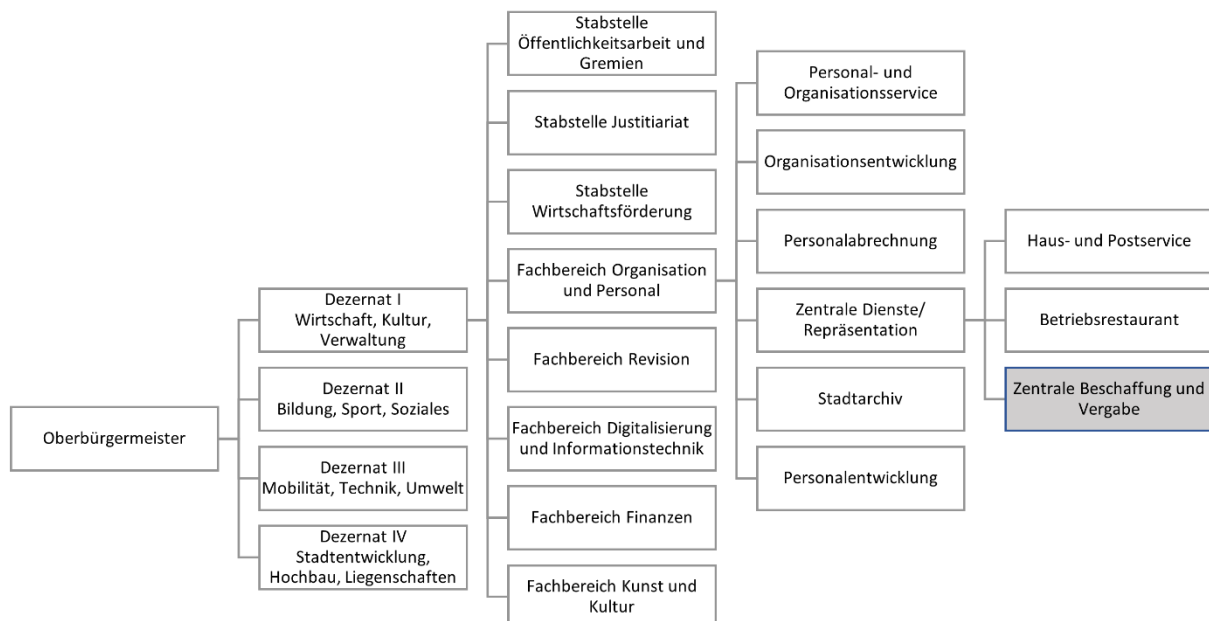 Oberbürgermeister
Dezernat I
Wirtschaft, Kultur,
Verwaltung
Dezernat II
Bildung, Sport, Soziales
Dezernat III
Mobilität, Technik, Umwelt
Dezernat IV
Stadtentwicklung,
Hochbau, Liegenschaften
Stabstelle
Öffentlichkeitsarbeit und
Gremien
Stabstelle Justitiariat
Stabstelle
Wirtschaftsförderung
Fachbereich Organisation
und Personal
Fachbereich Revision
Fachbereich Digitalisierung
und Informationstechnik
Fachbereich Finanzen
Fachbereich Kunst und
Kultur
Personal- und
Organisationsservice
Organisationsentwicklung
Personalabrechnung
Zentrale Dienste/
Repräsentation
Stadtarchiv
Personalentwicklung
Haus- und Postservice
Betriebsrestaurant
Zentrale Beschaffung und
Vergabe